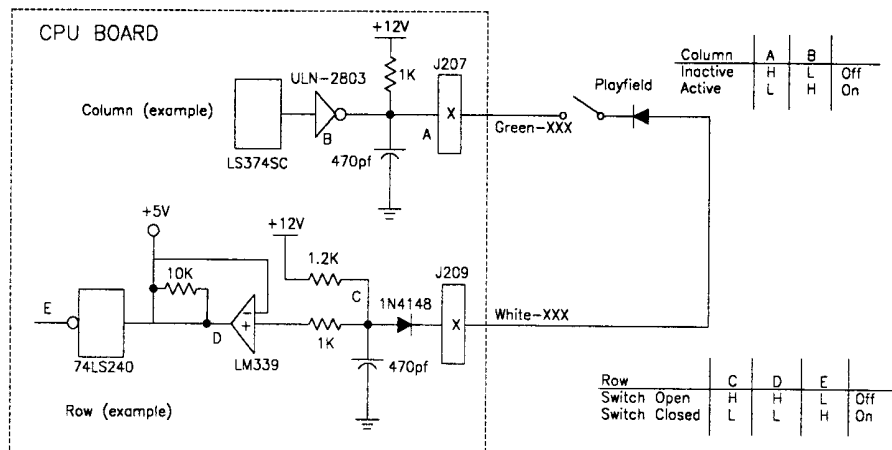 CPU BOARD
+12V
ULN-2803
1K
J207
Column (example)
B
A
X
LS374SC
470pf
Green-XXX
Playfield
Column A B
Inactive H L Off
Active L H On
+5V
+12V
10K
1.2K
C
1N4148
J209
E
D
-
+
1K
X
White-XXX
74LS240
LM339
470pf
Row (example)
Row C D E
Switch Open H H L Off
Switch Closed L L H On